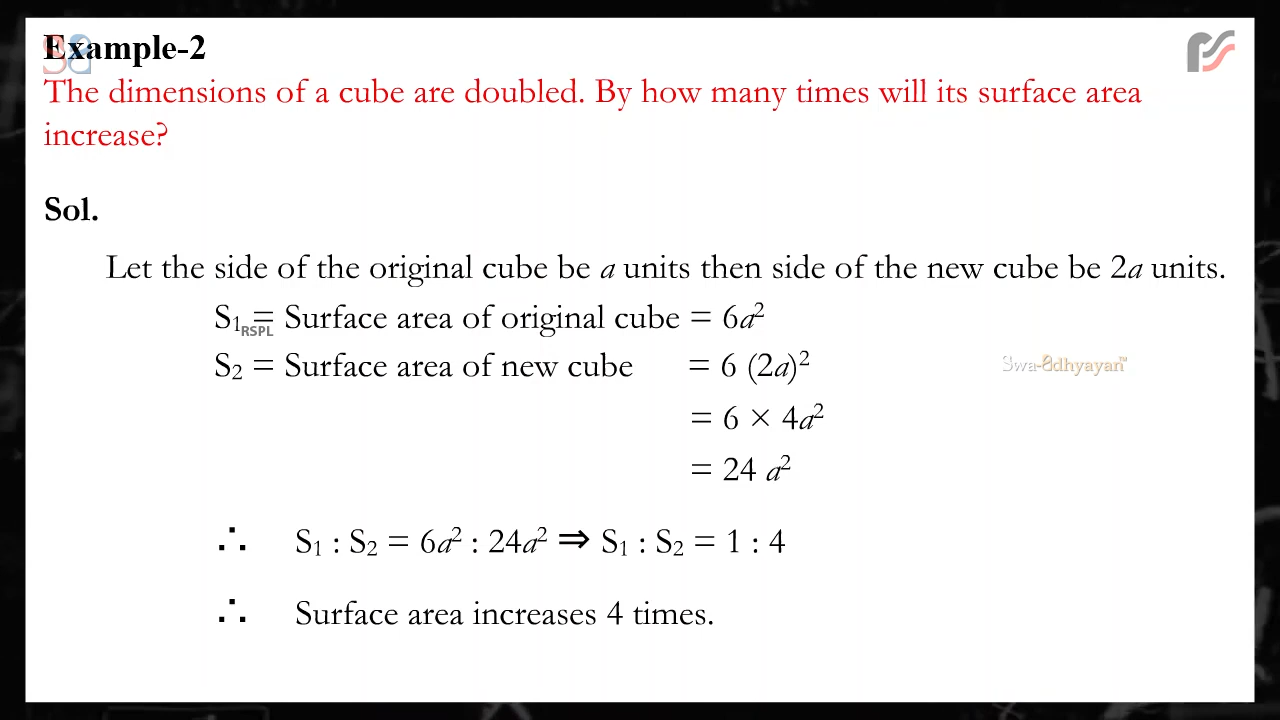 Example-2
The dimensions of a cube are doubled. By how many times will its surface area
increase?
Sol.
Let the side of the original cube be a units then side of the new cube be 2a units.
S₁ = Surface area of original cube = 6a²
RSPL
S₂ = Surface area of new cube = 6 (2a)²
Swa-adhyayan™
= 6 × 4a²
= 24 a²
∴ S₁ : S₂ = 6a² : 24a² ⇒ S₁ : S₂ = 1 : 4
∴ Surface area increases 4 times.